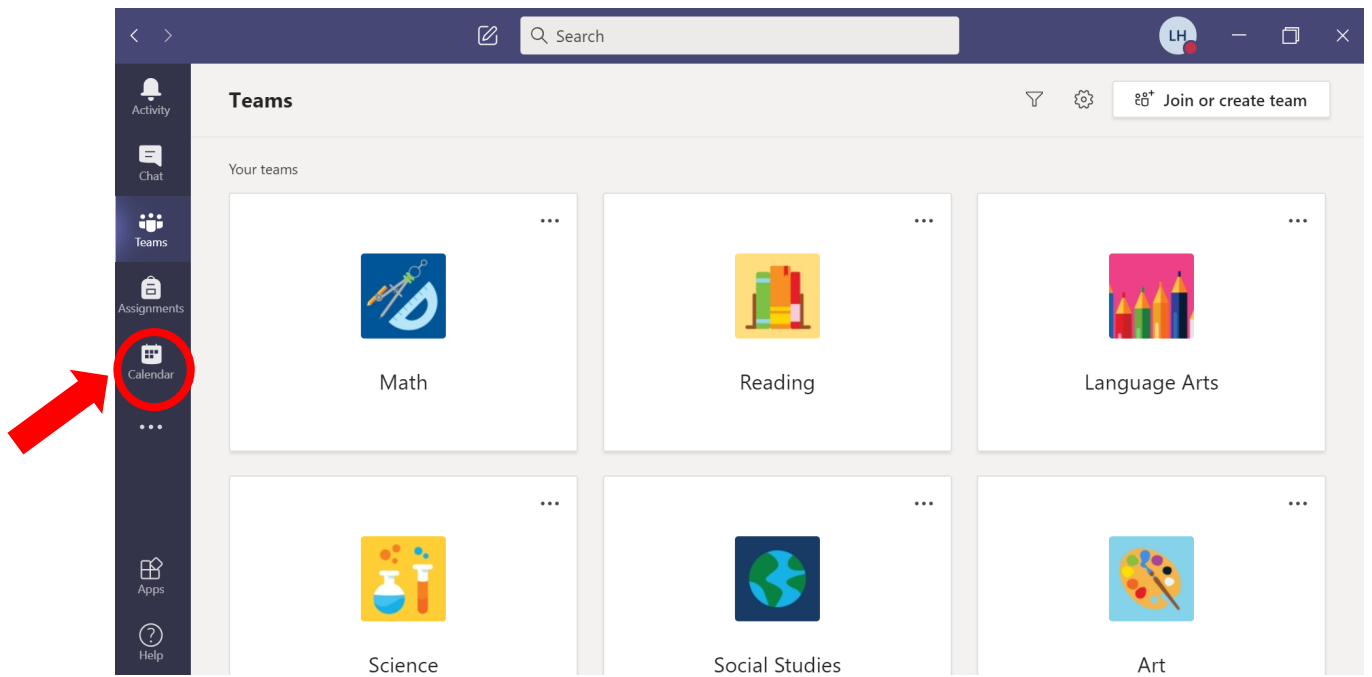 Search
LH
Activity
Chat
Teams
Assignments
Calendar
Apps
Help
Teams
Join or create team
Your teams
Math
Reading
Language Arts
Science
Social Studies
Art